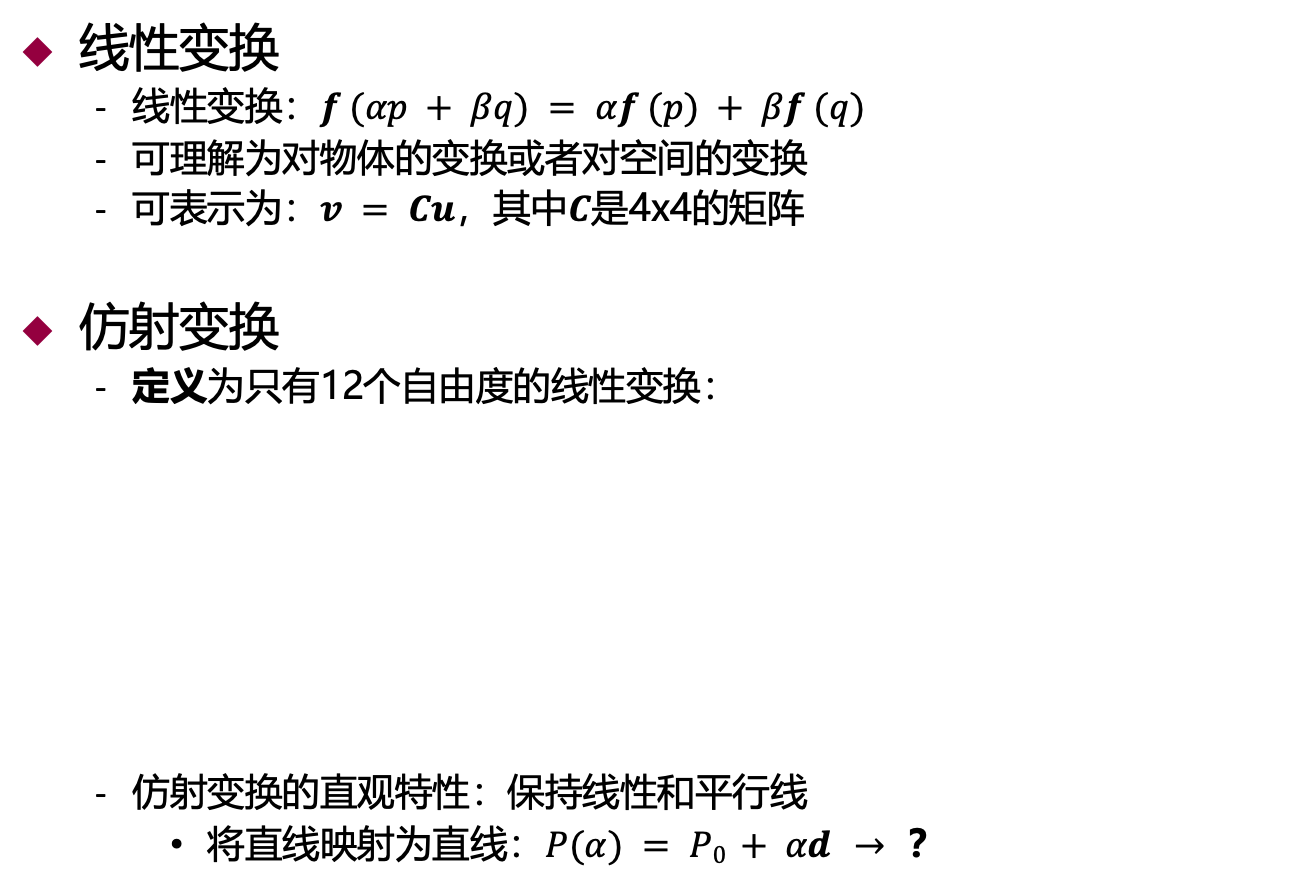 ◆ 线性变换
- 线性变换：f (αp + βq) = αf (p) + βf (q)
- 可理解为对物体的变换或者对空间的变换
- 可表示为：v = Cu，其中C是4x4的矩阵
◆ 仿射变换
- 定义为只有12个自由度的线性变换：
- 仿射变换的直观特性：保持线性和平行线
• 将直线映射为直线：P(α) = P₀ + αd → ?